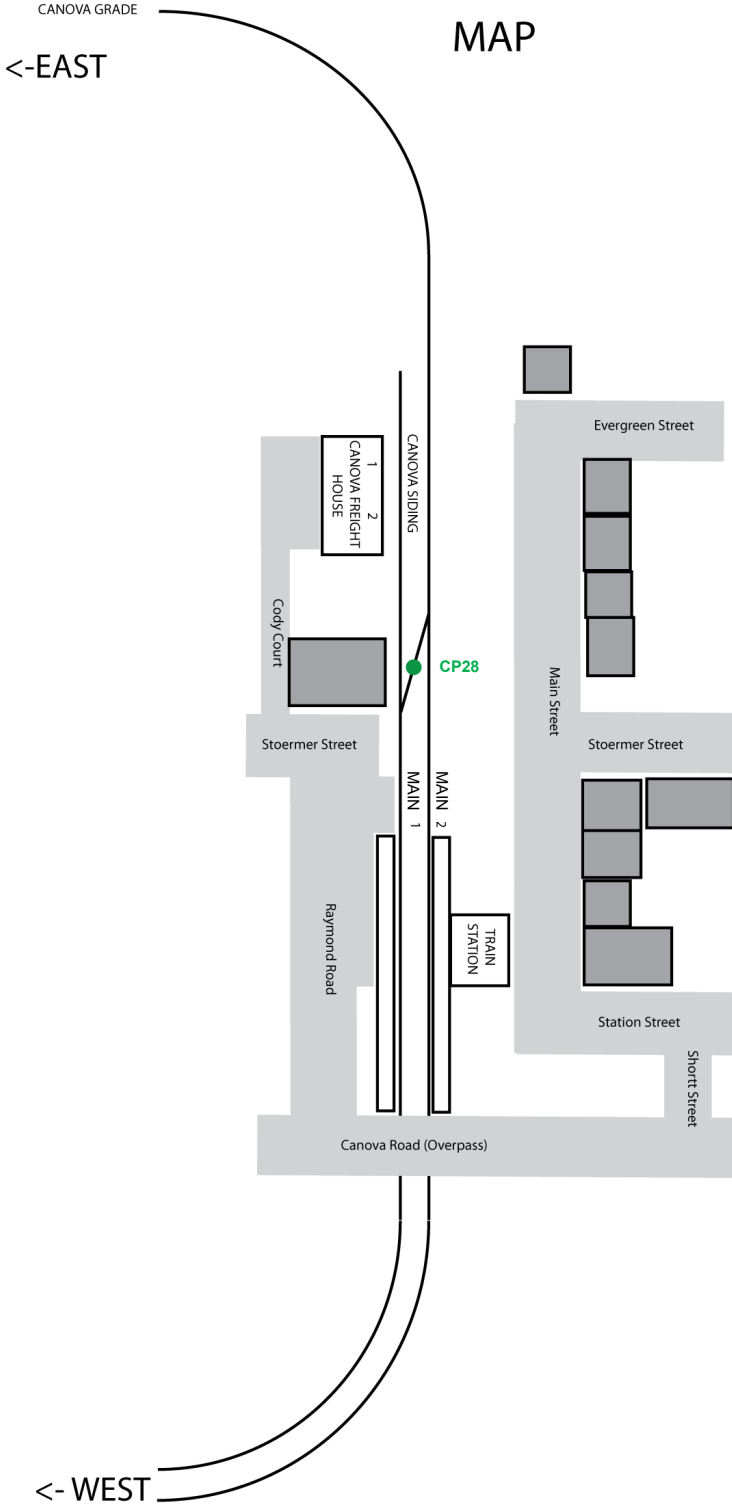 CANOVA GRADE
MAP
<-EAST
Evergreen Street
CANOVA SIDING
1
2
CANOVA FREIGHT
HOUSE
Cody Court
CP28
Main Street
Stoermer Street
Stoermer Street
MAIN 1
MAIN 2
Raymond Road
TRAIN
STATION
Station Street
Shortt Street
Canova Road (Overpass)
<- WEST